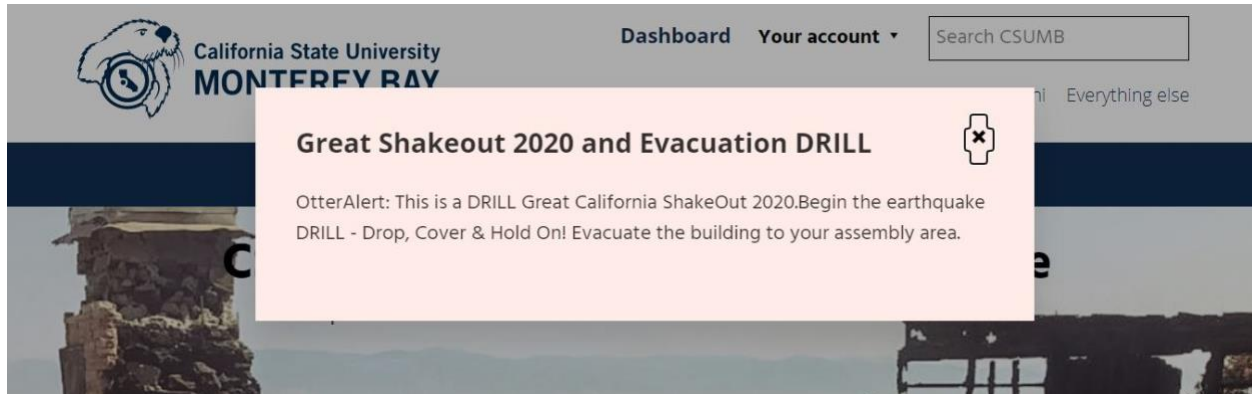 California State University
MONTEREY BAY
Dashboard Your account
Search CSUMB
Everything else
Great Shakeout 2020 and Evacuation DRILL
OtterAlert: This is a DRILL Great California ShakeOut 2020.Begin the earthquake
DRILL - Drop, Cover & Hold On! Evacuate the building to your assembly area.